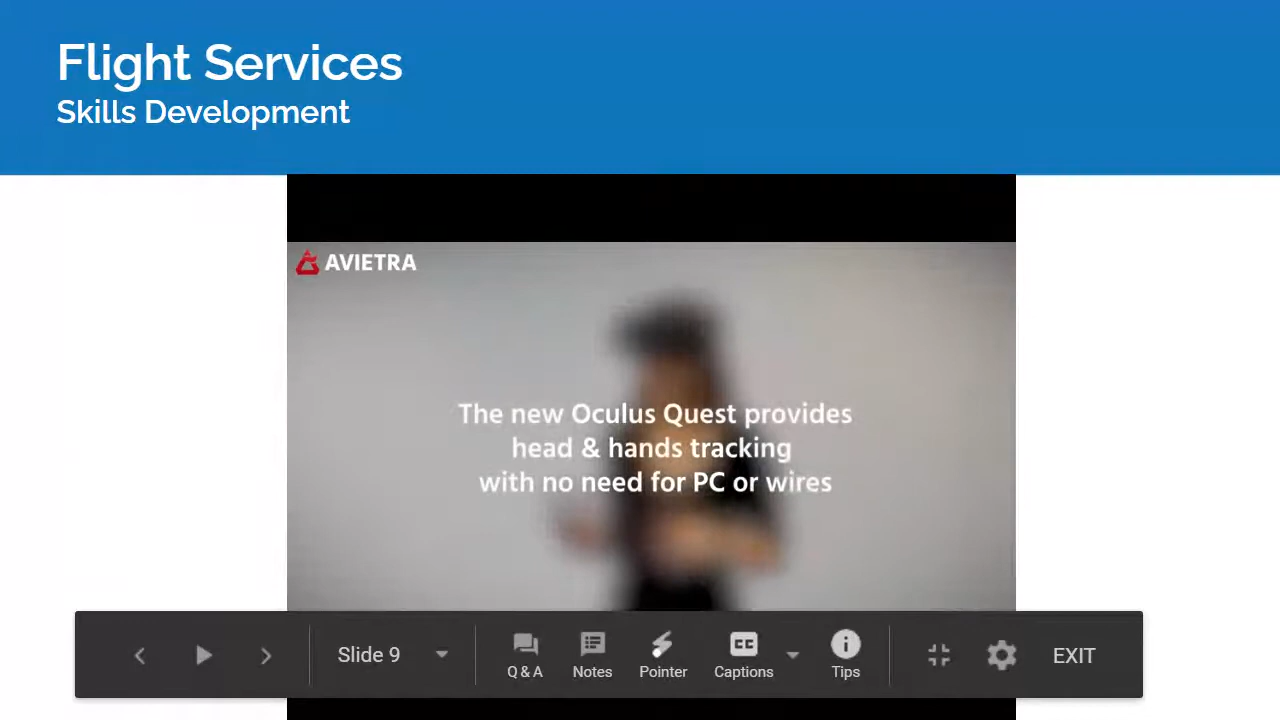 Flight Services
Skills Development
AVIETRA
The new Oculus Quest provides
head & hands tracking
with no need for PC or wires
Slide 9
Q & A
Notes
Pointer
CC
Captions
Tips
EXIT